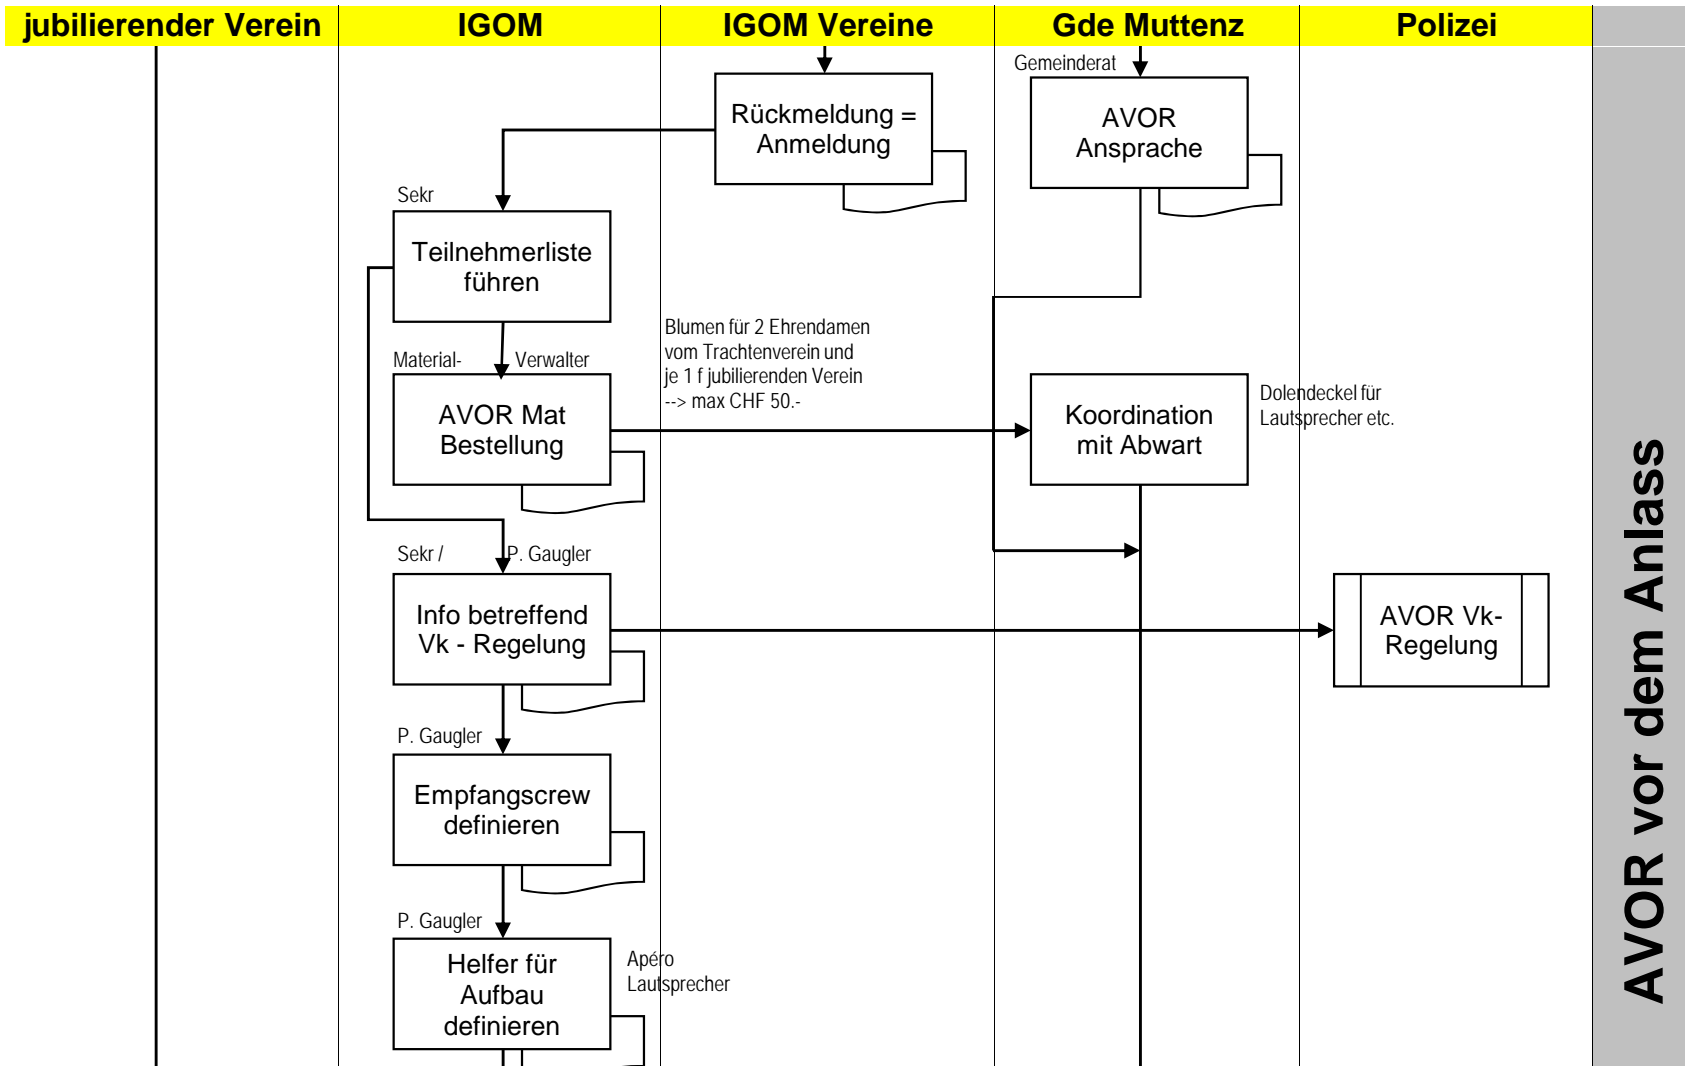 jubilierender Verein
IGOM
IGOM Vereine
Gde Muttenz
Polizei
Gemeinderat
Rückmeldung =
Anmeldung
AVOR
Ansprache
Sekr
Teilnehmerliste
führen
Blumen für 2 Ehrendamen
vom Trachtenverein und
je 1 f jubilierenden Verein
--> max CHF 50.-
Material- Verwalter
AVOR Mat
Bestellung
Koordination
mit Abwart
Dolendeckel für
Lautsprecher etc.
Sekr / P. Gaugler
Info betreffend
Vk - Regelung
AVOR Vk-
Regelung
P. Gaugler
Empfangscrew
definieren
P. Gaugler
Helfer für
Aufbau
definieren
Apéro
Lautsprecher
AVOR vor dem Anlass